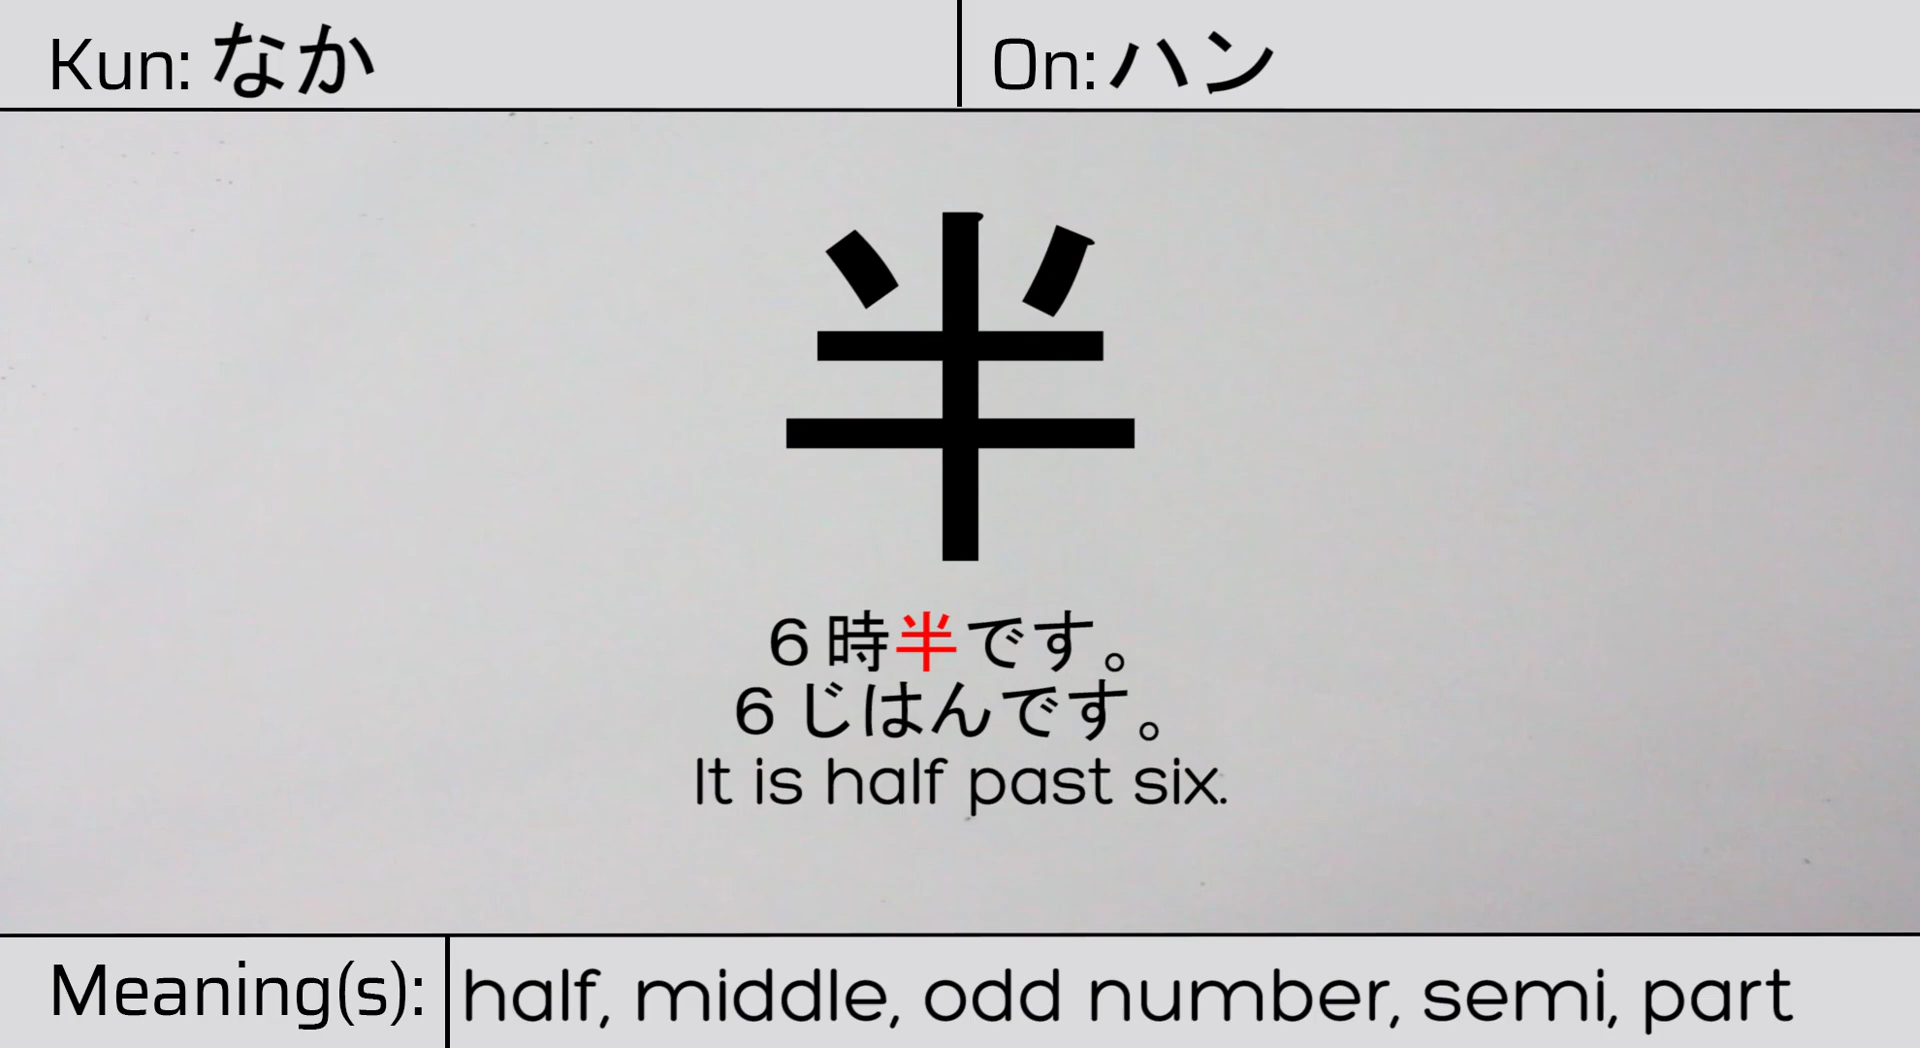 Kun: なか
On: ハン
半
6時半です。
6じはんです。
It is half past six.
Meaning(s):
half, middle, odd number, semi, part